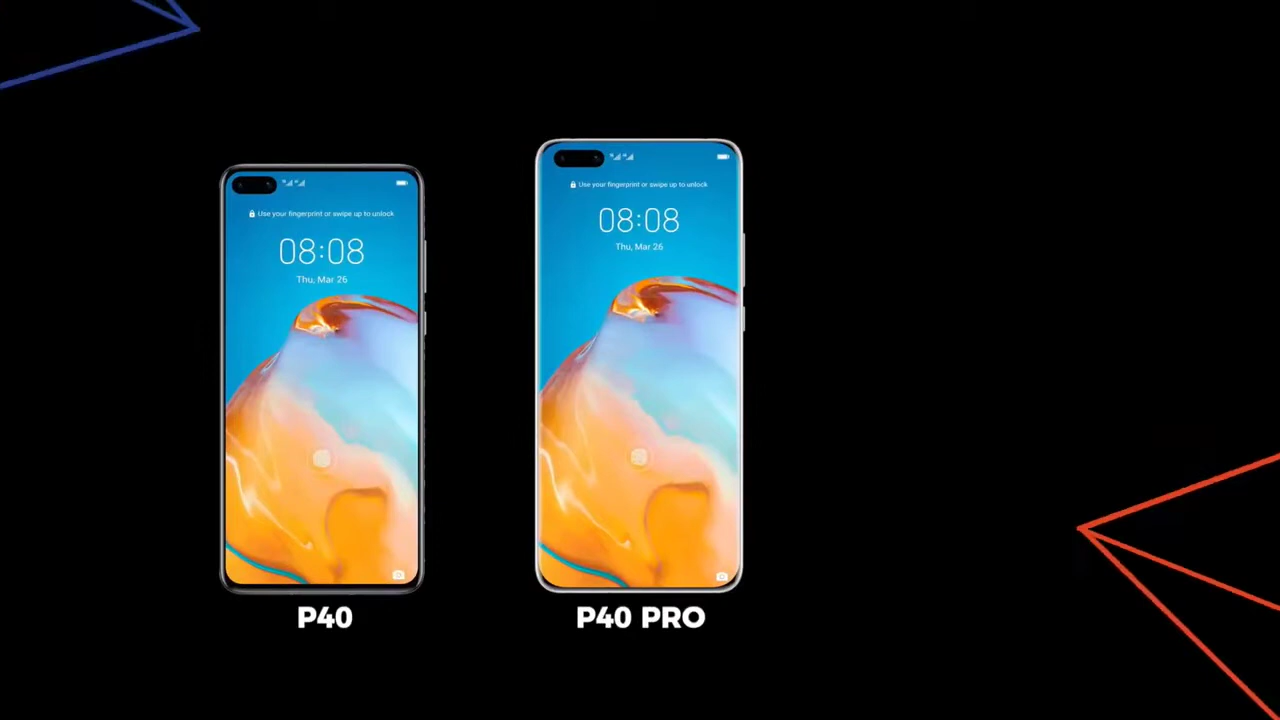 Use your fingerprint or swipe up to unlock
08:08
Thu, Mar 26
P40
Use your fingerprint or swipe up to unlock
08:08
Thu, Mar 26
P40 PRO